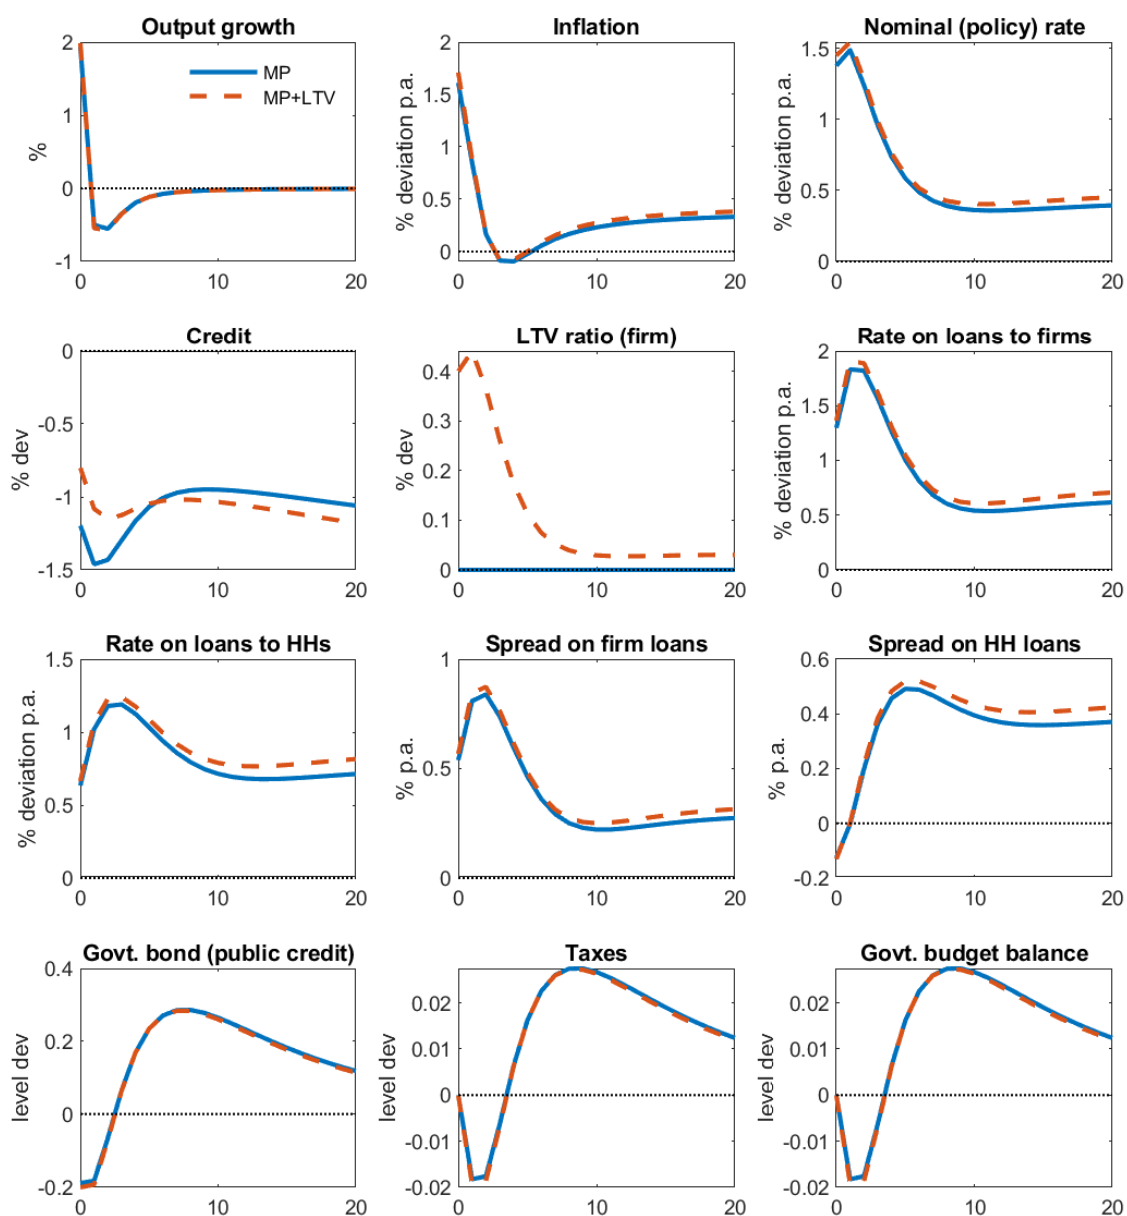 Output growth
Inflation
Nominal (policy) rate
2
1
0
-1
%
MP
MP+LTV
0 10 20
2
1.5
1
0.5
0
% deviation p.a.
0 10 20
1.5
1
0.5
0
% deviation p.a.
0 10 20
Credit
LTV ratio (firm)
Rate on loans to firms
0
-0.5
-1
-1.5
% dev
0 10 20
0.4
0.3
0.2
0.1
0
% dev
0 10 20
2
1.5
1
0.5
0
% deviation p.a.
0 10 20
Rate on loans to HHs
Spread on firm loans
Spread on HH loans
1.5
1
0.5
0
% deviation p.a.
0 10 20
1
0.5
0
% p.a.
0 10 20
0.6
0.4
0.2
0
-0.2
% p.a.
0 10 20
Govt. bond (public credit)
Taxes
Govt. budget balance
0.4
0.2
0
-0.2
level dev
0 10 20
0.02
0.01
0
-0.01
-0.02
level dev
0 10 20
0.02
0.01
0
-0.01
-0.02
level dev
0 10 20